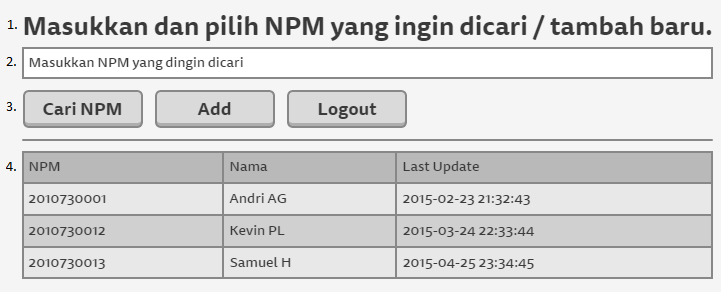 1. Masukkan dan pilih NPM yang ingin dicari / tambah baru.
2. Masukkan NPM yang dingin dicari
3. Cari NPM Add Logout
4. NPM Nama Last Update
2010730001 Andri AG 2015-02-23 21:32:43
2010730012 Kevin PL 2015-03-24 22:33:44
2010730013 Samuel H 2015-04-25 23:34:45